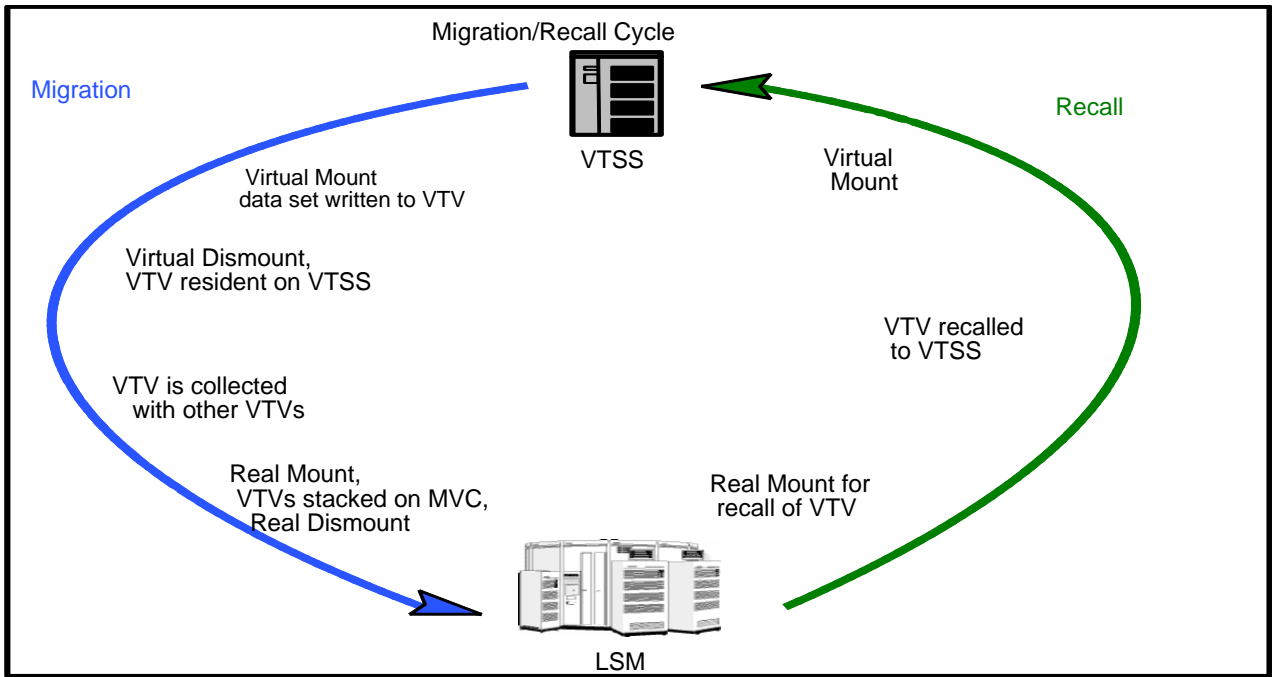 Migration/Recall Cycle
Migration
Recall
VTSS
Virtual Mount
data set written to VTV
Virtual Dismount,
VTV resident on VTSS
VTV is collected
with other VTVs
Real Mount,
VTVs stacked on MVC,
Real Dismount
LSM
Real Mount for
recall of VTV
VTV recalled
to VTSS
Virtual
Mount